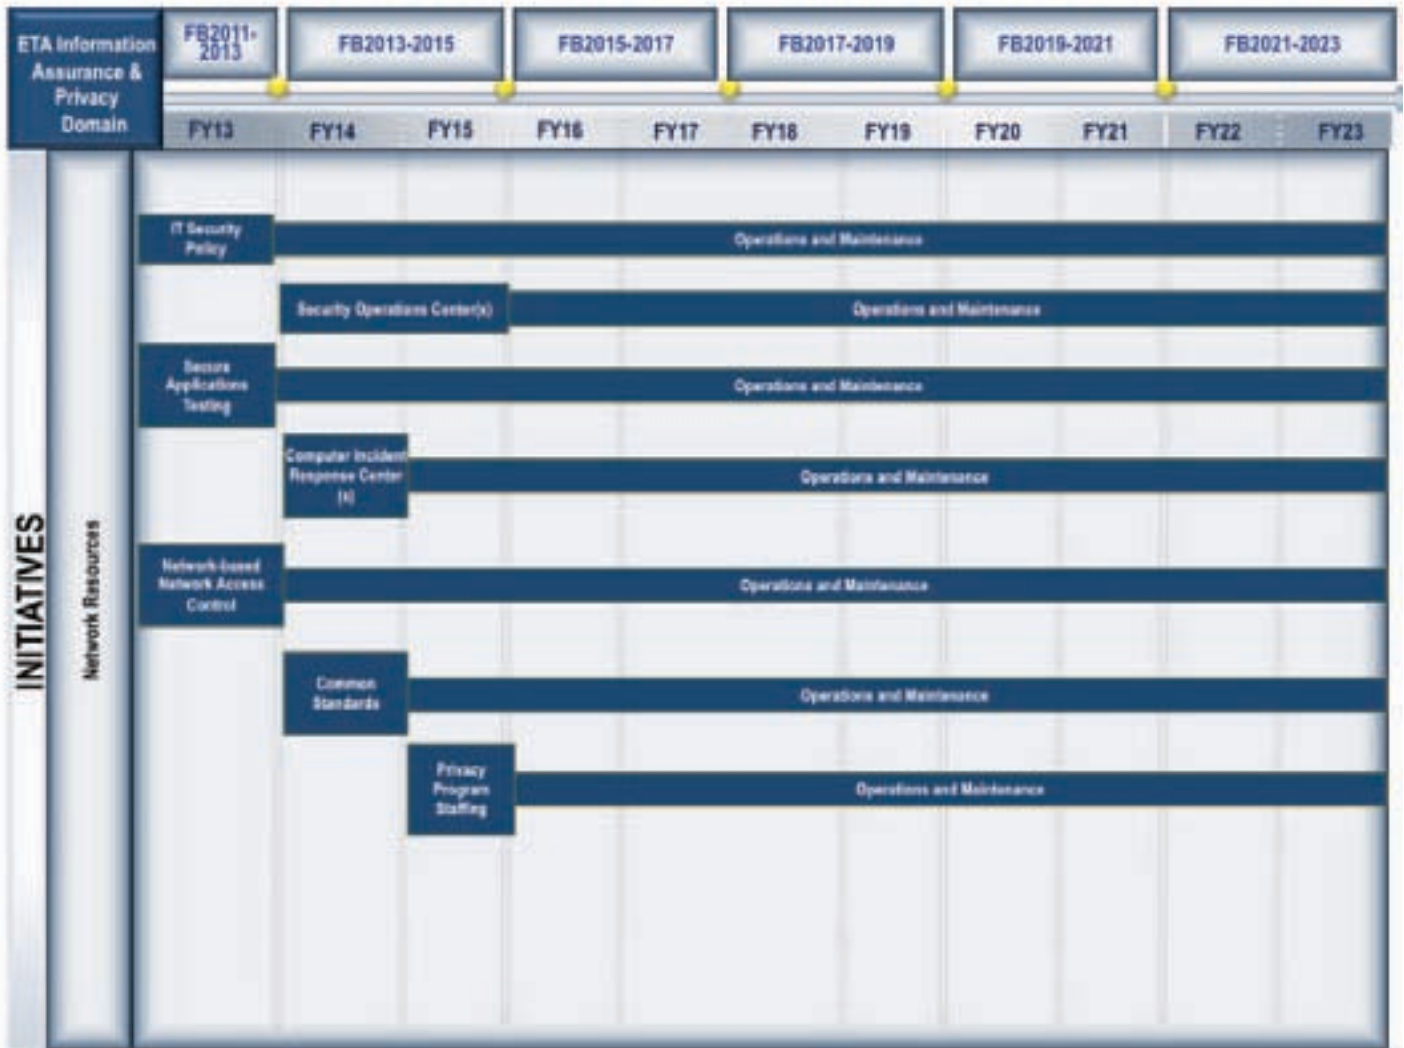 ETA Information
Assurance &
Privacy
Domain
FB2011-
2013
FB2013-2015
FB2015-2017
FB2017-2019
FB2019-2021
FB2021-2023
FY13
FY14
FY15
FY16
FY17
FY18
FY19
FY20
FY21
FY22
FY23
INITIATIVES
Network Resources
IT Security
Policy
Operations and Maintenance
Security Operations Center(s)
Operations and Maintenance
Secure
Applications
Testing
Operations and Maintenance
Computer Incident
Response Center
(s)
Operations and Maintenance
Network-based
Network Access
Control
Operations and Maintenance
Common
Standards
Operations and Maintenance
Privacy
Program
Staffing
Operations and Maintenance